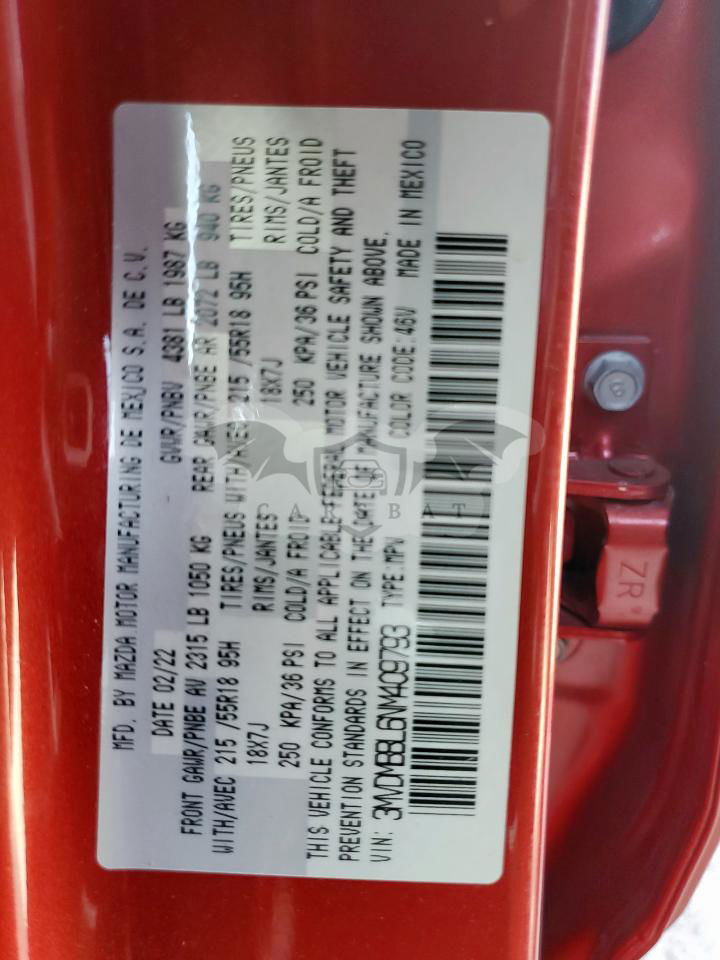 MFD. BY MAZDA MOTOR MANUFACTURING DE MEXICO S.A. DE C.V.
DATE 02/22 GVWR/PNBV 4381 LB 1987 KG
FRONT GAWR/PNBE AV 2315 LB 1050 KG REAR GAWR/PNBE AR 2072 LB 940 KG
WITH/AVEC 215 /55R18 95H TIRES/PNEUS WITH/AVEC 215 /55R18 95H TIRES/PNEUS
18X7J RIMS/JANTES 18X7J RIMS/JANTES
250 KPA/36 PSI COLD/A FROID 250 KPA/36 PSI COLD/A FROID
THIS VEHICLE CONFORMS TO ALL APPLICABLE FEDERAL MOTOR VEHICLE SAFETY AND THEFT
PREVENTION STANDARDS IN EFFECT ON THE DATE OF MANUFACTURE SHOWN ABOVE.
VIN: 3MVDMBBL6NM409793 TYPE:MPV COLOR CODE:46V MADE IN MEXICO
CAR BAT
ZR
8